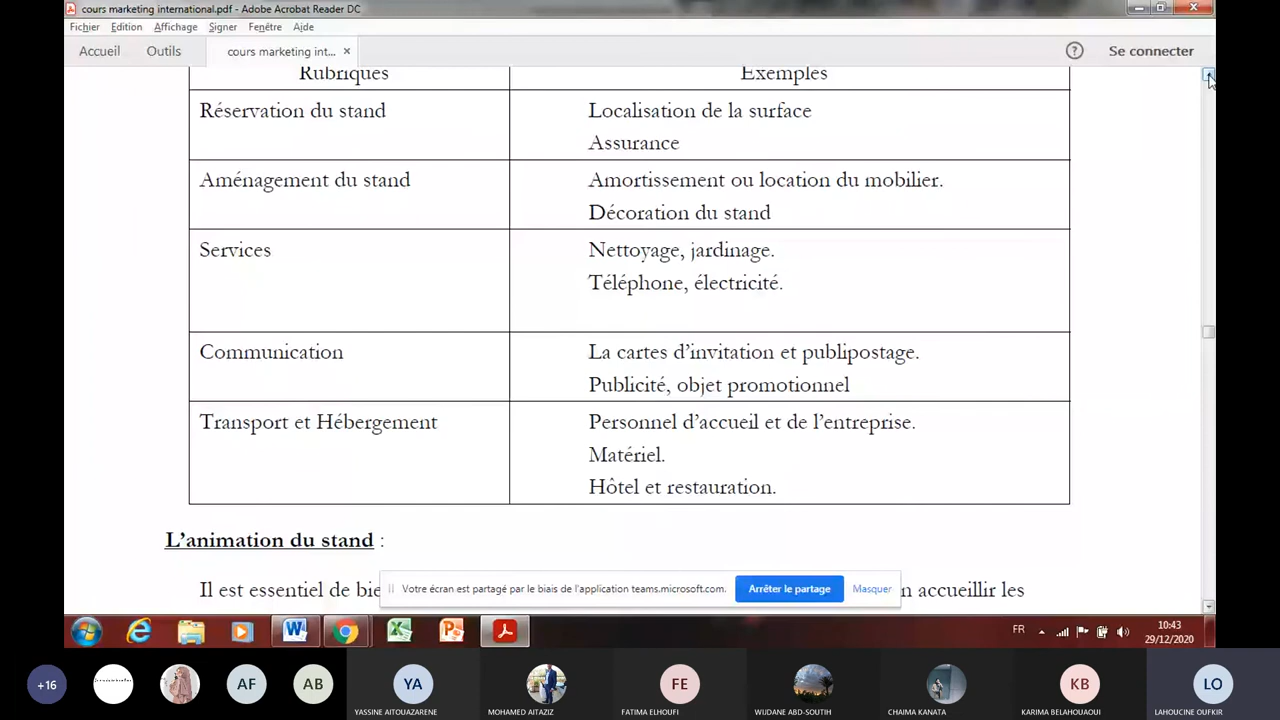 cours marketing international.pdf - Adobe Acrobat Reader DC
Fichier Edition Affichage Signer Fenêtre Aide
Accueil Outils cours marketing int... × ? Se connecter
Rubriques Exemples
Réservation du stand Localisation de la surface
Assurance
Aménagement du stand Amortissement ou location du mobilier.
Décoration du stand
Services Nettoyage, jardinage.
Téléphone, électricité.
Communication La cartes d'invitation et publipostage.
Publicité, objet promotionnel
Transport et Hébergement Personnel d'accueil et de l'entreprise.
Matériel.
Hôtel et restauration.
L'animation du stand :
Il est essentiel de bie
n accueillir les
Votre écran est partagé par le biais de l'application teams.microsoft.com. Arrêter le partage Masquer
FR 10:43
29/12/2020
+16 AF AB YA FE KB LO
YASSINE AITOUAZARENE MOHAMED AITAZIZ FATIMA ELHOUFI WIJDANE ABD-SOUTIH CHAIMA KANATA KARIMA BELAHOUAOUI LAHOUCINE OUFKIR